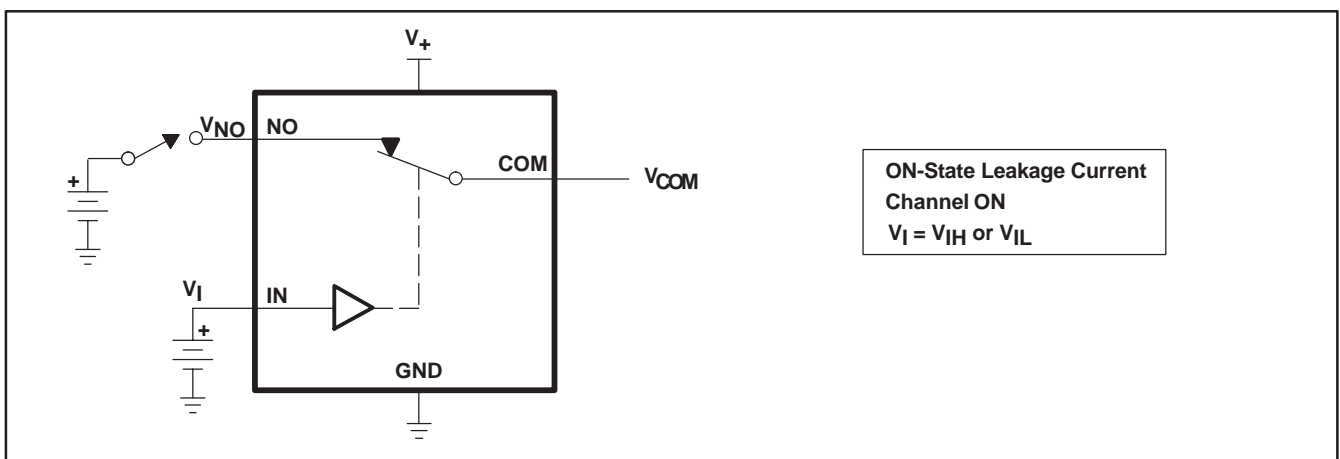 V+
VNO NO
COM
VCOM
+
VI IN
+
GND
ON-State Leakage Current
Channel ON
VI = VIH or VIL